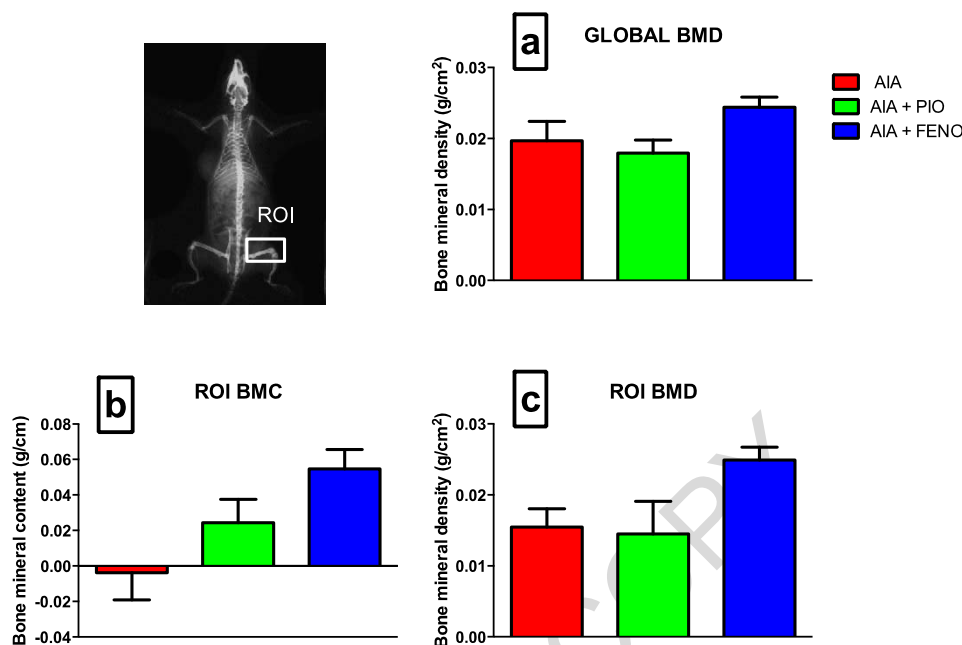 a
GLOBAL BMD
Bone mineral density (g/cm²)
0.03
0.02
0.01
0.00
AIA
AIA + PIO
AIA + FENO
ROI
b
ROI BMC
Bone mineral content (g/cm)
0.08
0.06
0.04
0.02
0.00
-0.02
-0.04
c
ROI BMD
Bone mineral density (g/cm²)
0.03
0.02
0.01
0.00
COPY